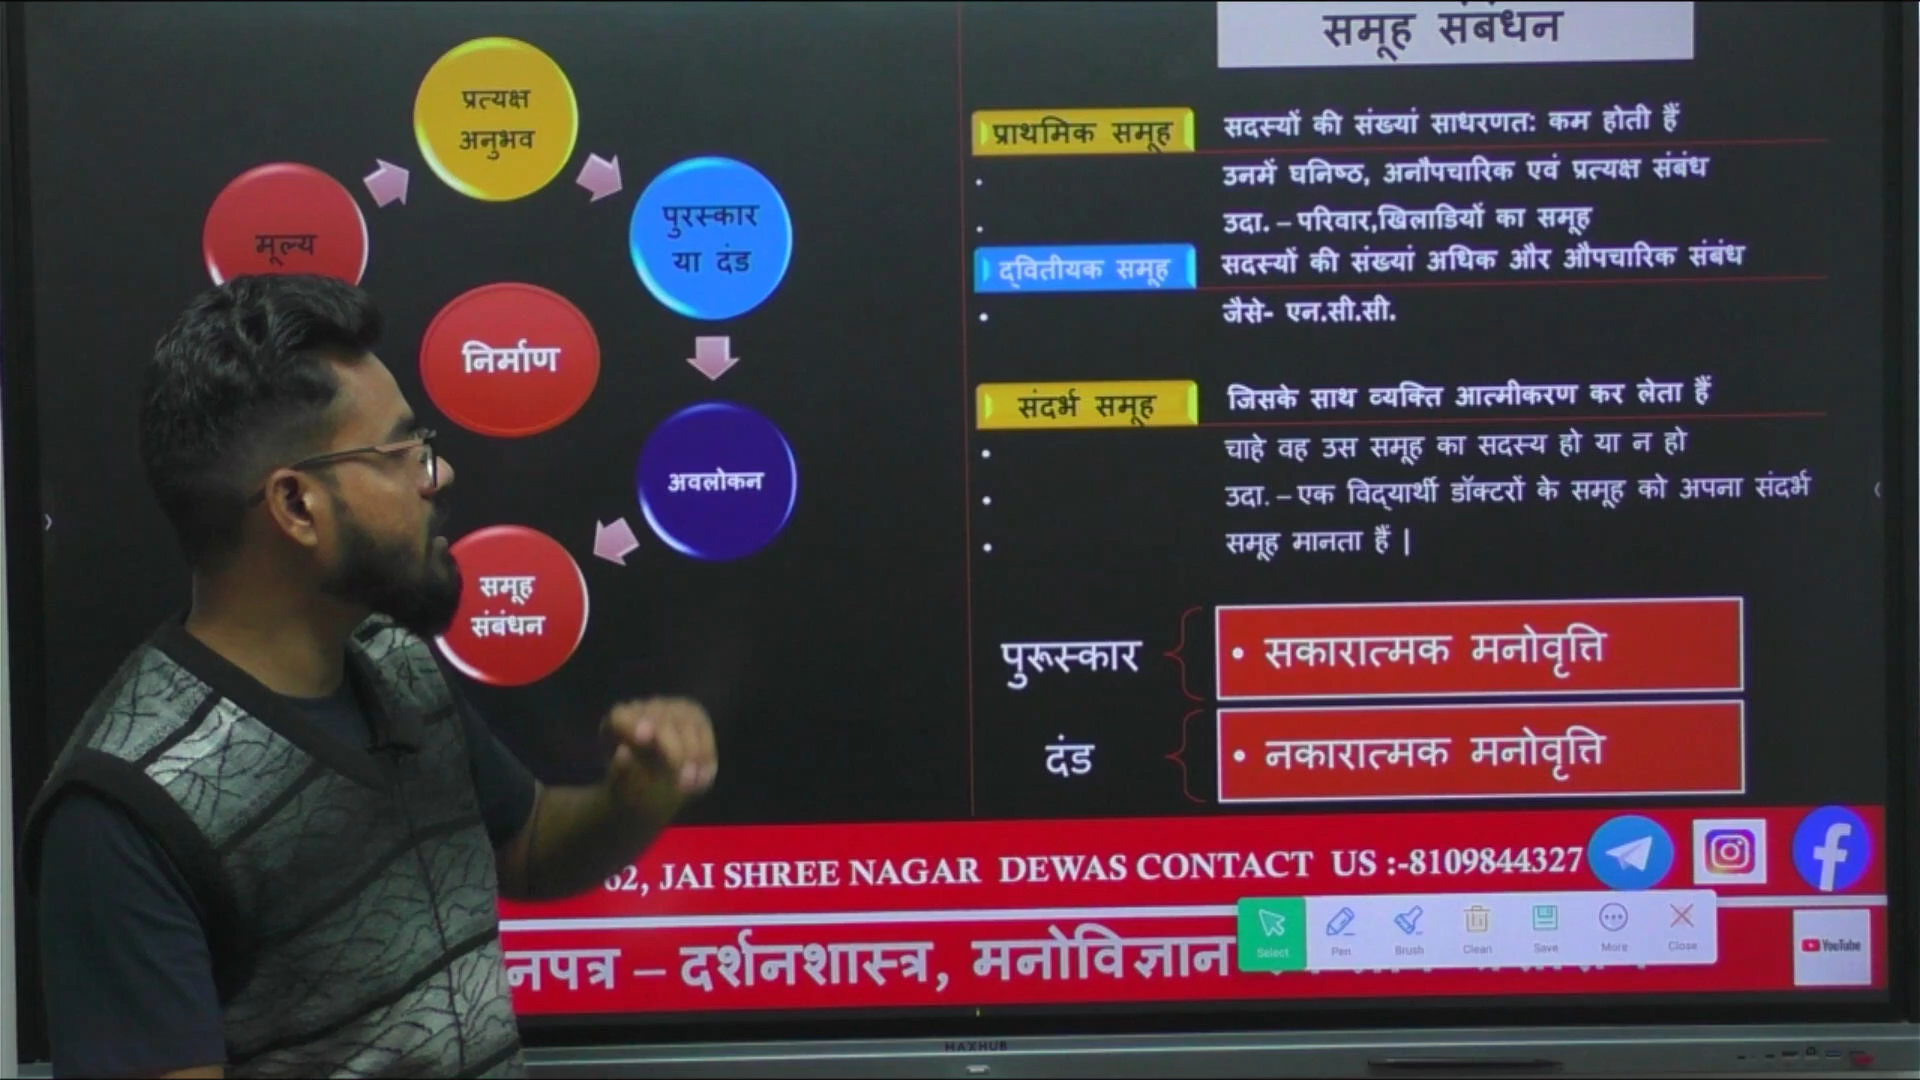 समूह संबंधन
प्रत्यक्ष
अनुभव
मूल्य
पुरस्कार
या दंड
निर्माण
अवलोकन
समूह
संबंधन
प्राथमिक समूह
सदस्यों की संख्यां साधरणत: कम होती हैं
उनमें घनिष्ठ, अनौपचारिक एवं प्रत्यक्ष संबंध
उदा. – परिवार,खिलाडियों का समूह
द्वितीयक समूह
सदस्यों की संख्यां अधिक और औपचारिक संबंध
जैसे- एन.सी.सी.
संदर्भ समूह
जिसके साथ व्यक्ति आत्मीकरण कर लेता हैं
चाहे वह उस समूह का सदस्य हो या न हो
उदा. – एक विद्यार्थी डॉक्टरों के समूह को अपना संदर्भ
समूह मानता हैं |
पुरूस्कार
• सकारात्मक मनोवृत्ति
दंड
• नकारात्मक मनोवृत्ति
62, JAI SHREE NAGAR DEWAS CONTACT US :-8109844327
नपत्र – दर्शनशास्त्र, मनोविज्ञान
Select Pen Brush Clean Save More Close
YouTube
MAXHUB